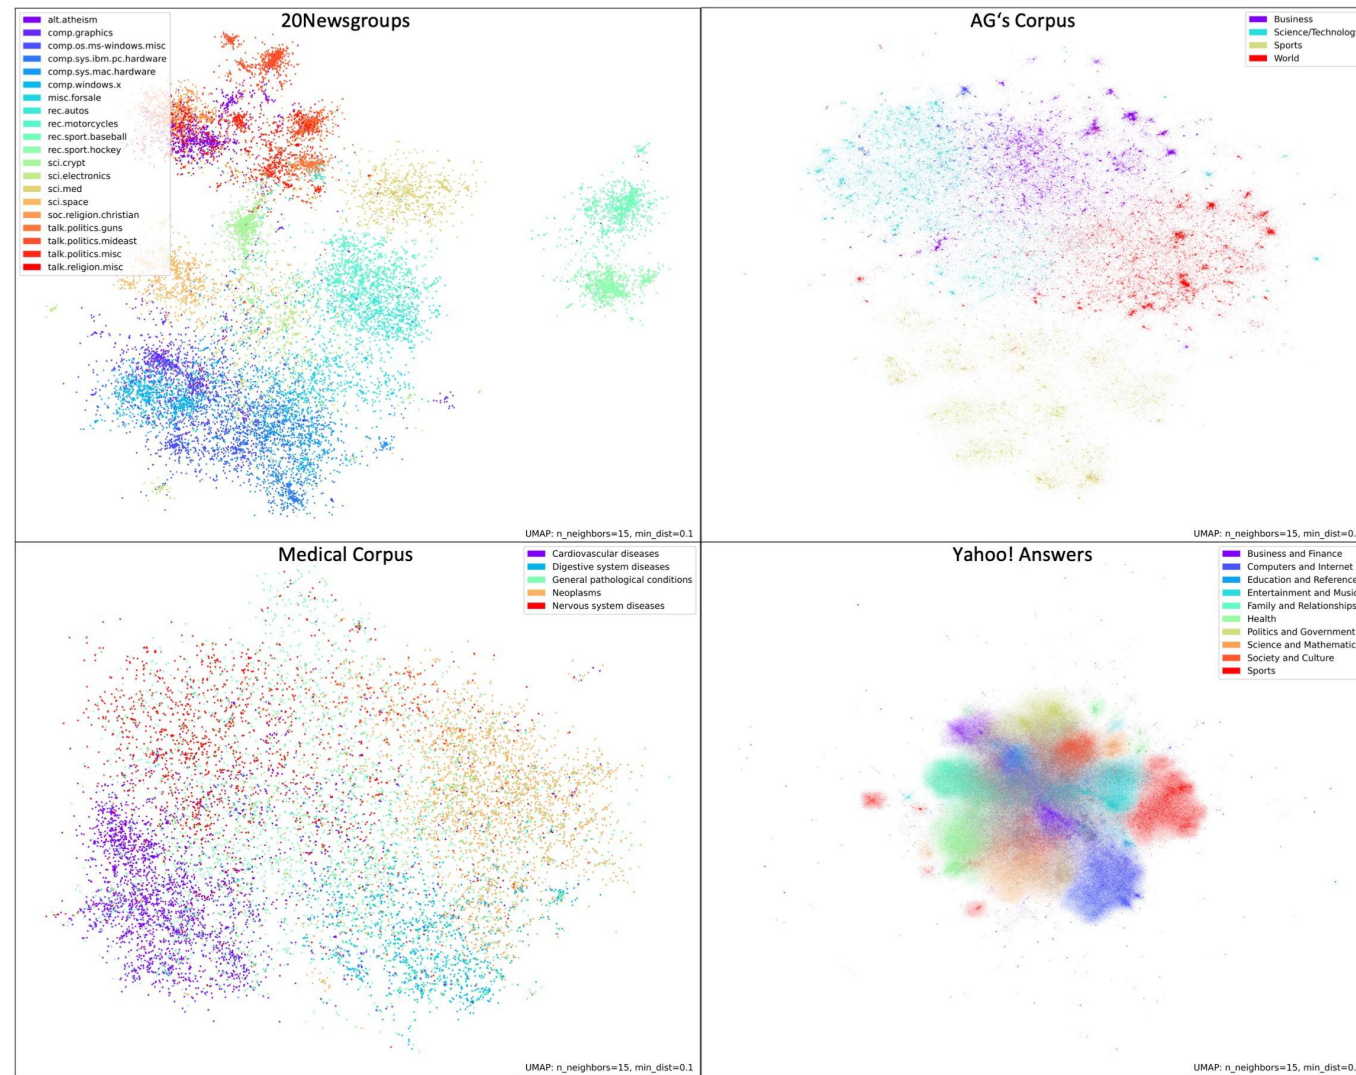 20Newsgroups
alt.atheism
comp.graphics
comp.os.ms-windows.misc
comp.sys.ibm.pc.hardware
comp.sys.mac.hardware
comp.windows.x
misc.forsale
rec.autos
rec.motorcycles
rec.sport.baseball
rec.sport.hockey
sci.crypt
sci.electronics
sci.med
sci.space
soc.religion.christian
talk.politics.guns
talk.politics.mideast
talk.politics.misc
talk.religion.misc
UMAP: n_neighbors=15, min_dist=0.1
AG‘s Corpus
Business
Science/Technolog
Sports
World
UMAP: n_neighbors=15, min_dist=0.
Medical Corpus
Cardiovascular diseases
Digestive system diseases
General pathological conditions
Neoplasms
Nervous system diseases
UMAP: n_neighbors=15, min_dist=0.1
Yahoo! Answers
Business and Finance
Computers and Internet
Education and Reference
Entertainment and Music
Family and Relationships
Health
Politics and Government
Science and Mathematic
Society and Culture
Sports
UMAP: n_neighbors=15, min_dist=0.